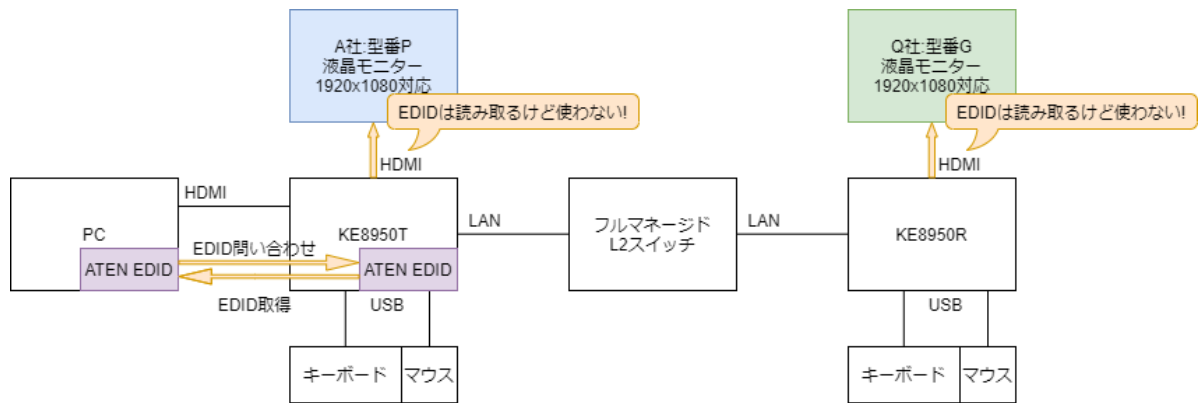 A社:型番P
液晶モニター
1920x1080対応
EDIDは読み取るけど使わない!
HDMI
Q社:型番G
液晶モニター
1920x1080対応
EDIDは読み取るけど使わない!
HDMI
PC
HDMI
KE8950T
LAN
フルマネージド
L2スイッチ
LAN
KE8950R
EDID問い合わせ
ATEN EDID
ATEN EDID
EDID取得
USB
USB
キーボード
マウス
キーボード
マウス